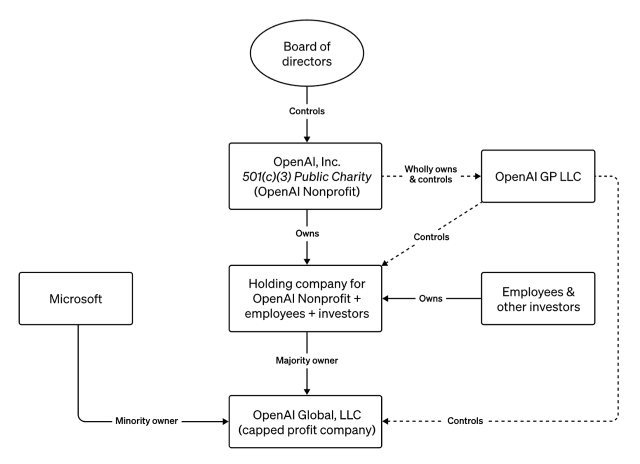 Board of
directors
Controls
OpenAI, Inc.
501(c)(3) Public Charity
(OpenAI Nonprofit)
Wholly owns
& controls
OpenAI GP LLC
Owns
Controls
Microsoft
Holding company for
OpenAI Nonprofit +
employees + investors
Owns
Employees &
other investors
Majority owner
Minority owner
OpenAI Global, LLC
(capped profit company)
Controls